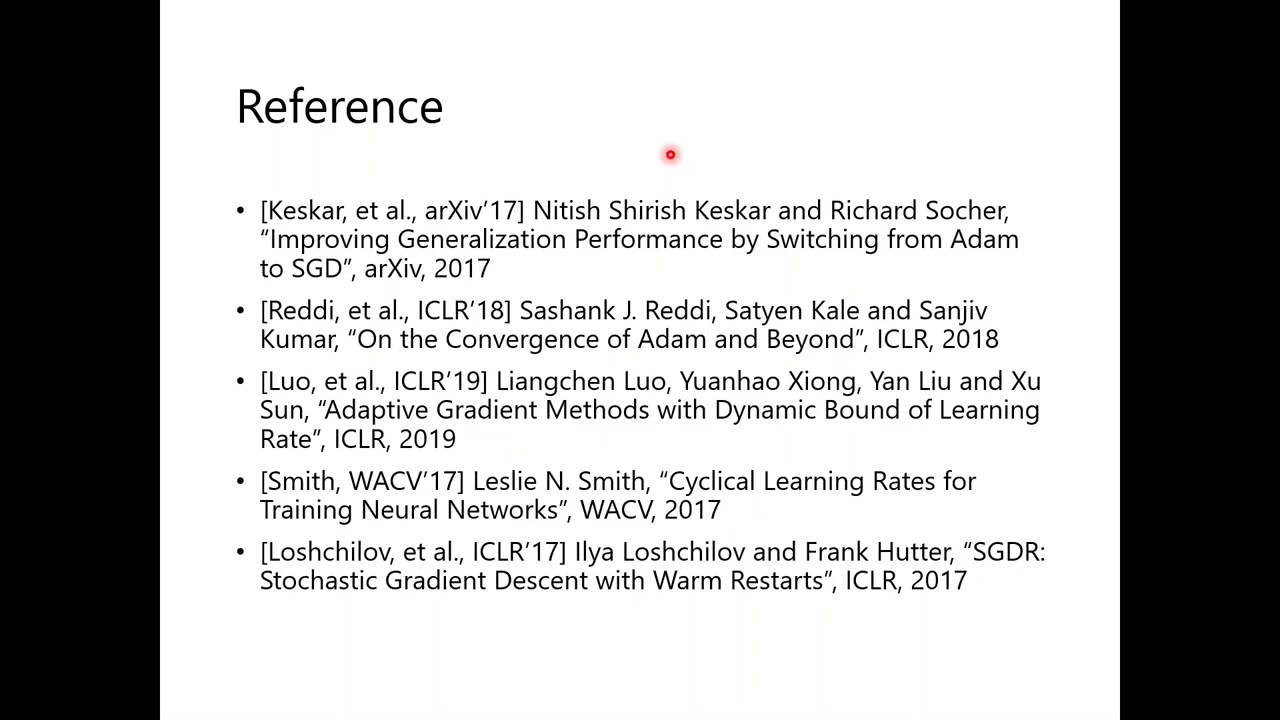 Reference
• [Keskar, et al., arXiv’17] Nitish Shirish Keskar and Richard Socher,
“Improving Generalization Performance by Switching from Adam
to SGD”, arXiv, 2017
• [Reddi, et al., ICLR’18] Sashank J. Reddi, Satyen Kale and Sanjiv
Kumar, “On the Convergence of Adam and Beyond”, ICLR, 2018
• [Luo, et al., ICLR’19] Liangchen Luo, Yuanhao Xiong, Yan Liu and Xu
Sun, “Adaptive Gradient Methods with Dynamic Bound of Learning
Rate”, ICLR, 2019
• [Smith, WACV’17] Leslie N. Smith, “Cyclical Learning Rates for
Training Neural Networks”, WACV, 2017
• [Loshchilov, et al., ICLR’17] Ilya Loshchilov and Frank Hutter, “SGDR:
Stochastic Gradient Descent with Warm Restarts”, ICLR, 2017